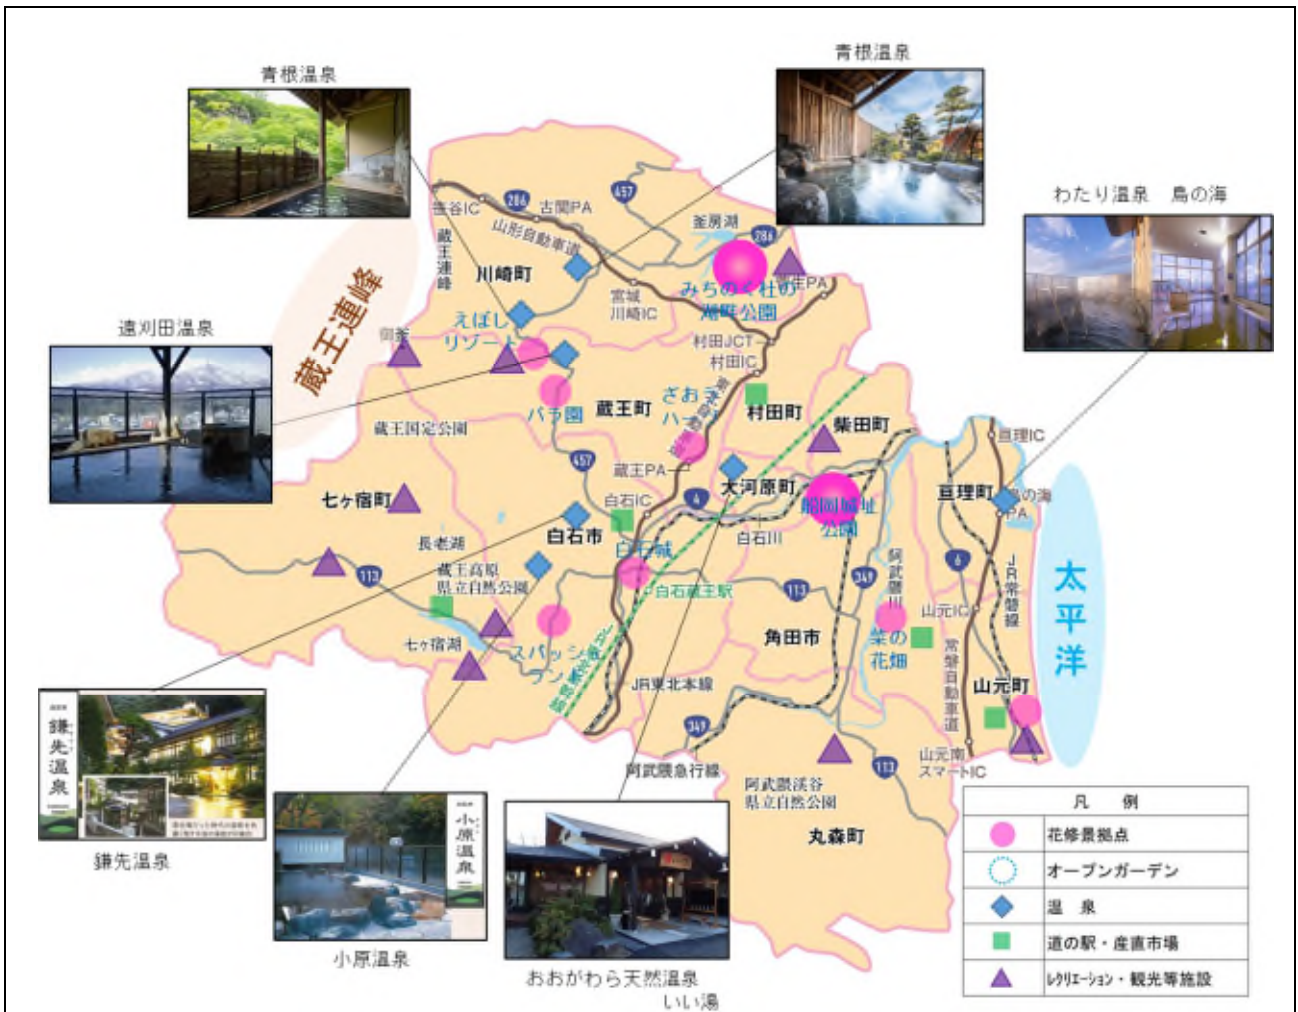 青根温泉
青根温泉
わたり温泉　鳥の海
遠刈田温泉
蔵王連峰
笹谷IC
286
古関PA
457
山形自動車道
蔵王連峰
川崎町
釜房湖
286
みちのく杜の
湖畔公園
宮城
川崎IC
えぼし
リゾート
御釜
村田JCT
村田IC
バラ園
蔵王町
ざおう
ハーブ
村田町
柴田町
蔵王国定公園
457
蔵王PA
白石IC
4
大河原町
船岡城址
公園
亘理IC
亘理町
鳥の海
PA
七ヶ宿町
白石市
白石城
白石川
長老湖
蔵王高原
県立自然公園
113
白石蔵王駅
113
349
阿武隈川
6
JR常磐線
太平洋
山元IC
菜の
花畑
角田市
七ヶ宿湖
スパッシュ
ランド
JR東北本線
常磐自動車道
山元町
349
阿武隈急行線
山元南
スマートIC
113
阿武隈渓谷
県立自然公園
丸森町
鎌先温泉
鎌先温泉
小原温泉
小原温泉
おおがわら天然温泉
いい湯
凡　例
花修景拠点
オープンガーデン
温　泉
道の駅・産直市場
ﾚｸﾘｴｰｼｮﾝ・観光等施設